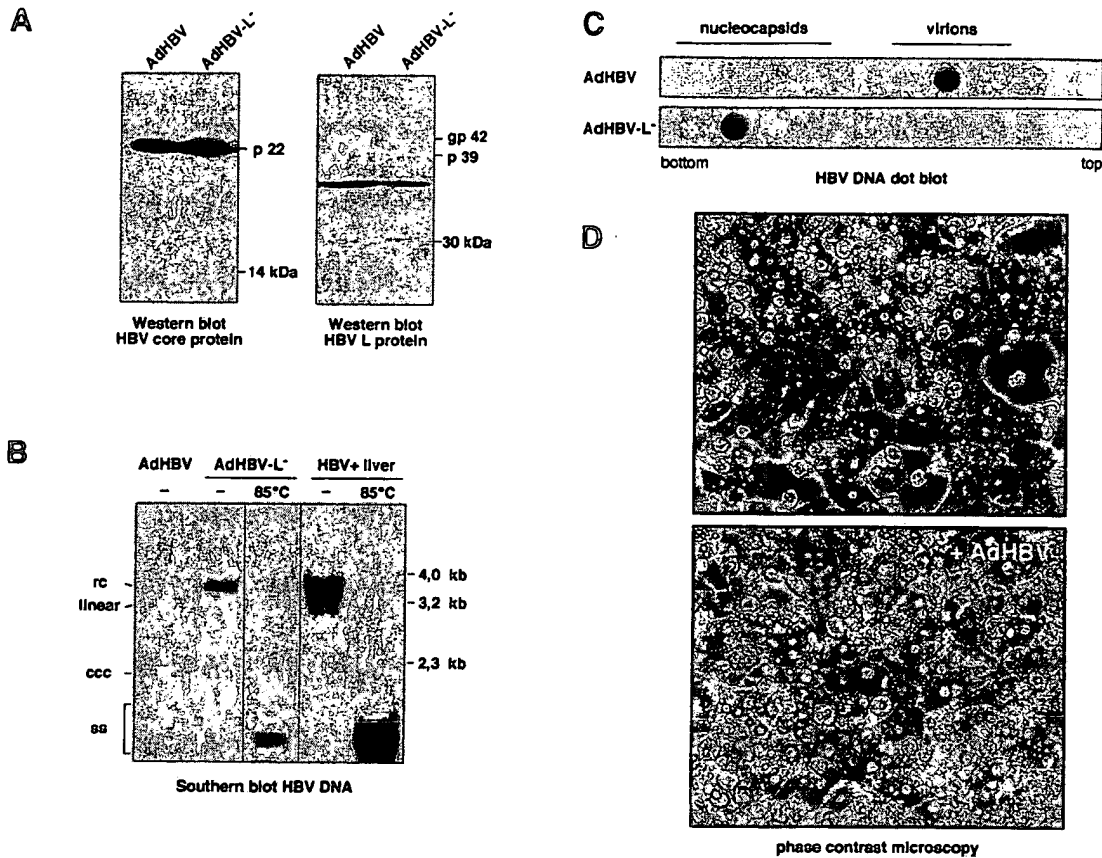 A
AdHBV
AdHBV-L-
p 22
14 kDa
Western blot
HBV core protein
AdHBV
AdHBV-L-
gp 42
p 39
30 kDa
Western blot
HBV L protein
B
AdHBV
AdHBV-L-
HBV+ liver
–
–
85°C
–
85°C
rc
linear
ccc
ss
4,0 kb
3,2 kb
2,3 kb
Southern blot HBV DNA
C
nucleocapsids
virions
AdHBV
AdHBV-L-
bottom
top
HBV DNA dot blot
D
+ AdHBV
phase contrast microscopy